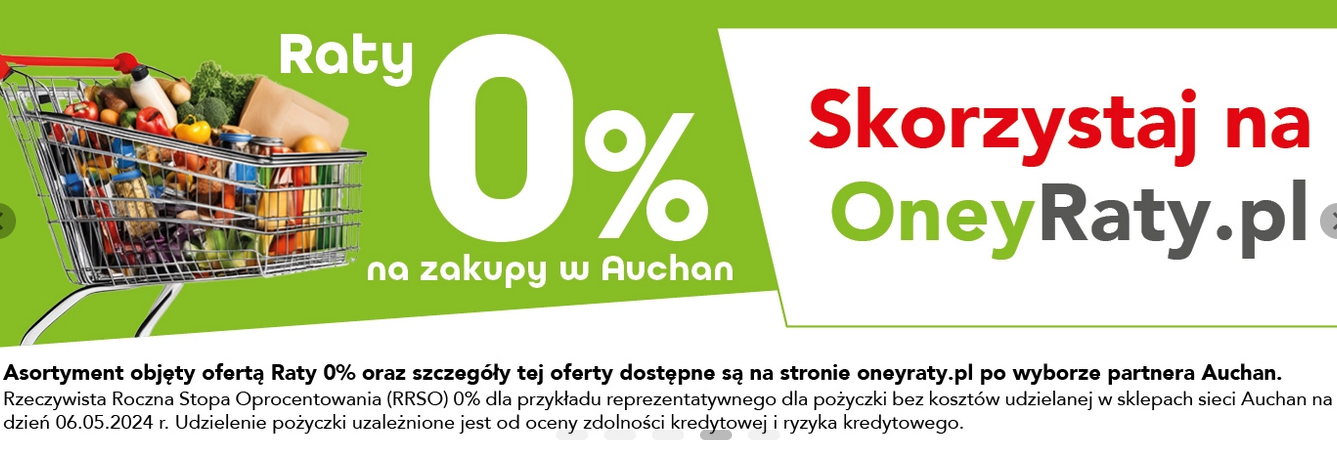 Raty
0%
na zakupy w Auchan
Skorzystaj na
OneyRaty.pl
Asortyment objęty ofertą Raty 0% oraz szczegóły tej oferty dostępne są na stronie oneyraty.pl po wyborze partnera Auchan.
Rzeczywista Roczna Stopa Oprocentowania (RRSO) 0% dla przykładu reprezentatywnego dla pożyczki bez kosztów udzielanej w sklepach sieci Auchan na
dzień 06.05.2024 r. Udzielenie pożyczki uzależnione jest od oceny zdolności kredytowej i ryzyka kredytowego.